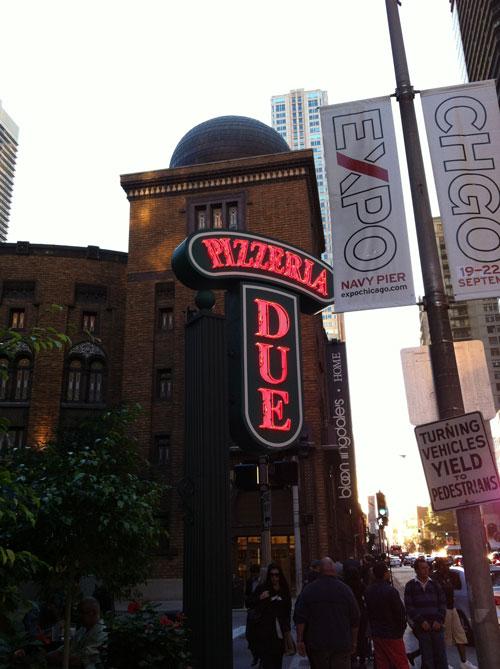 PIZZERIA
DUE
EXPO
NAVY PIER
expochicago.com
CHGO
19-22
SEPTEM
bloomingdale's · HOME
TURNING
VEHICLES
YIELD
TO
PEDESTRIANS